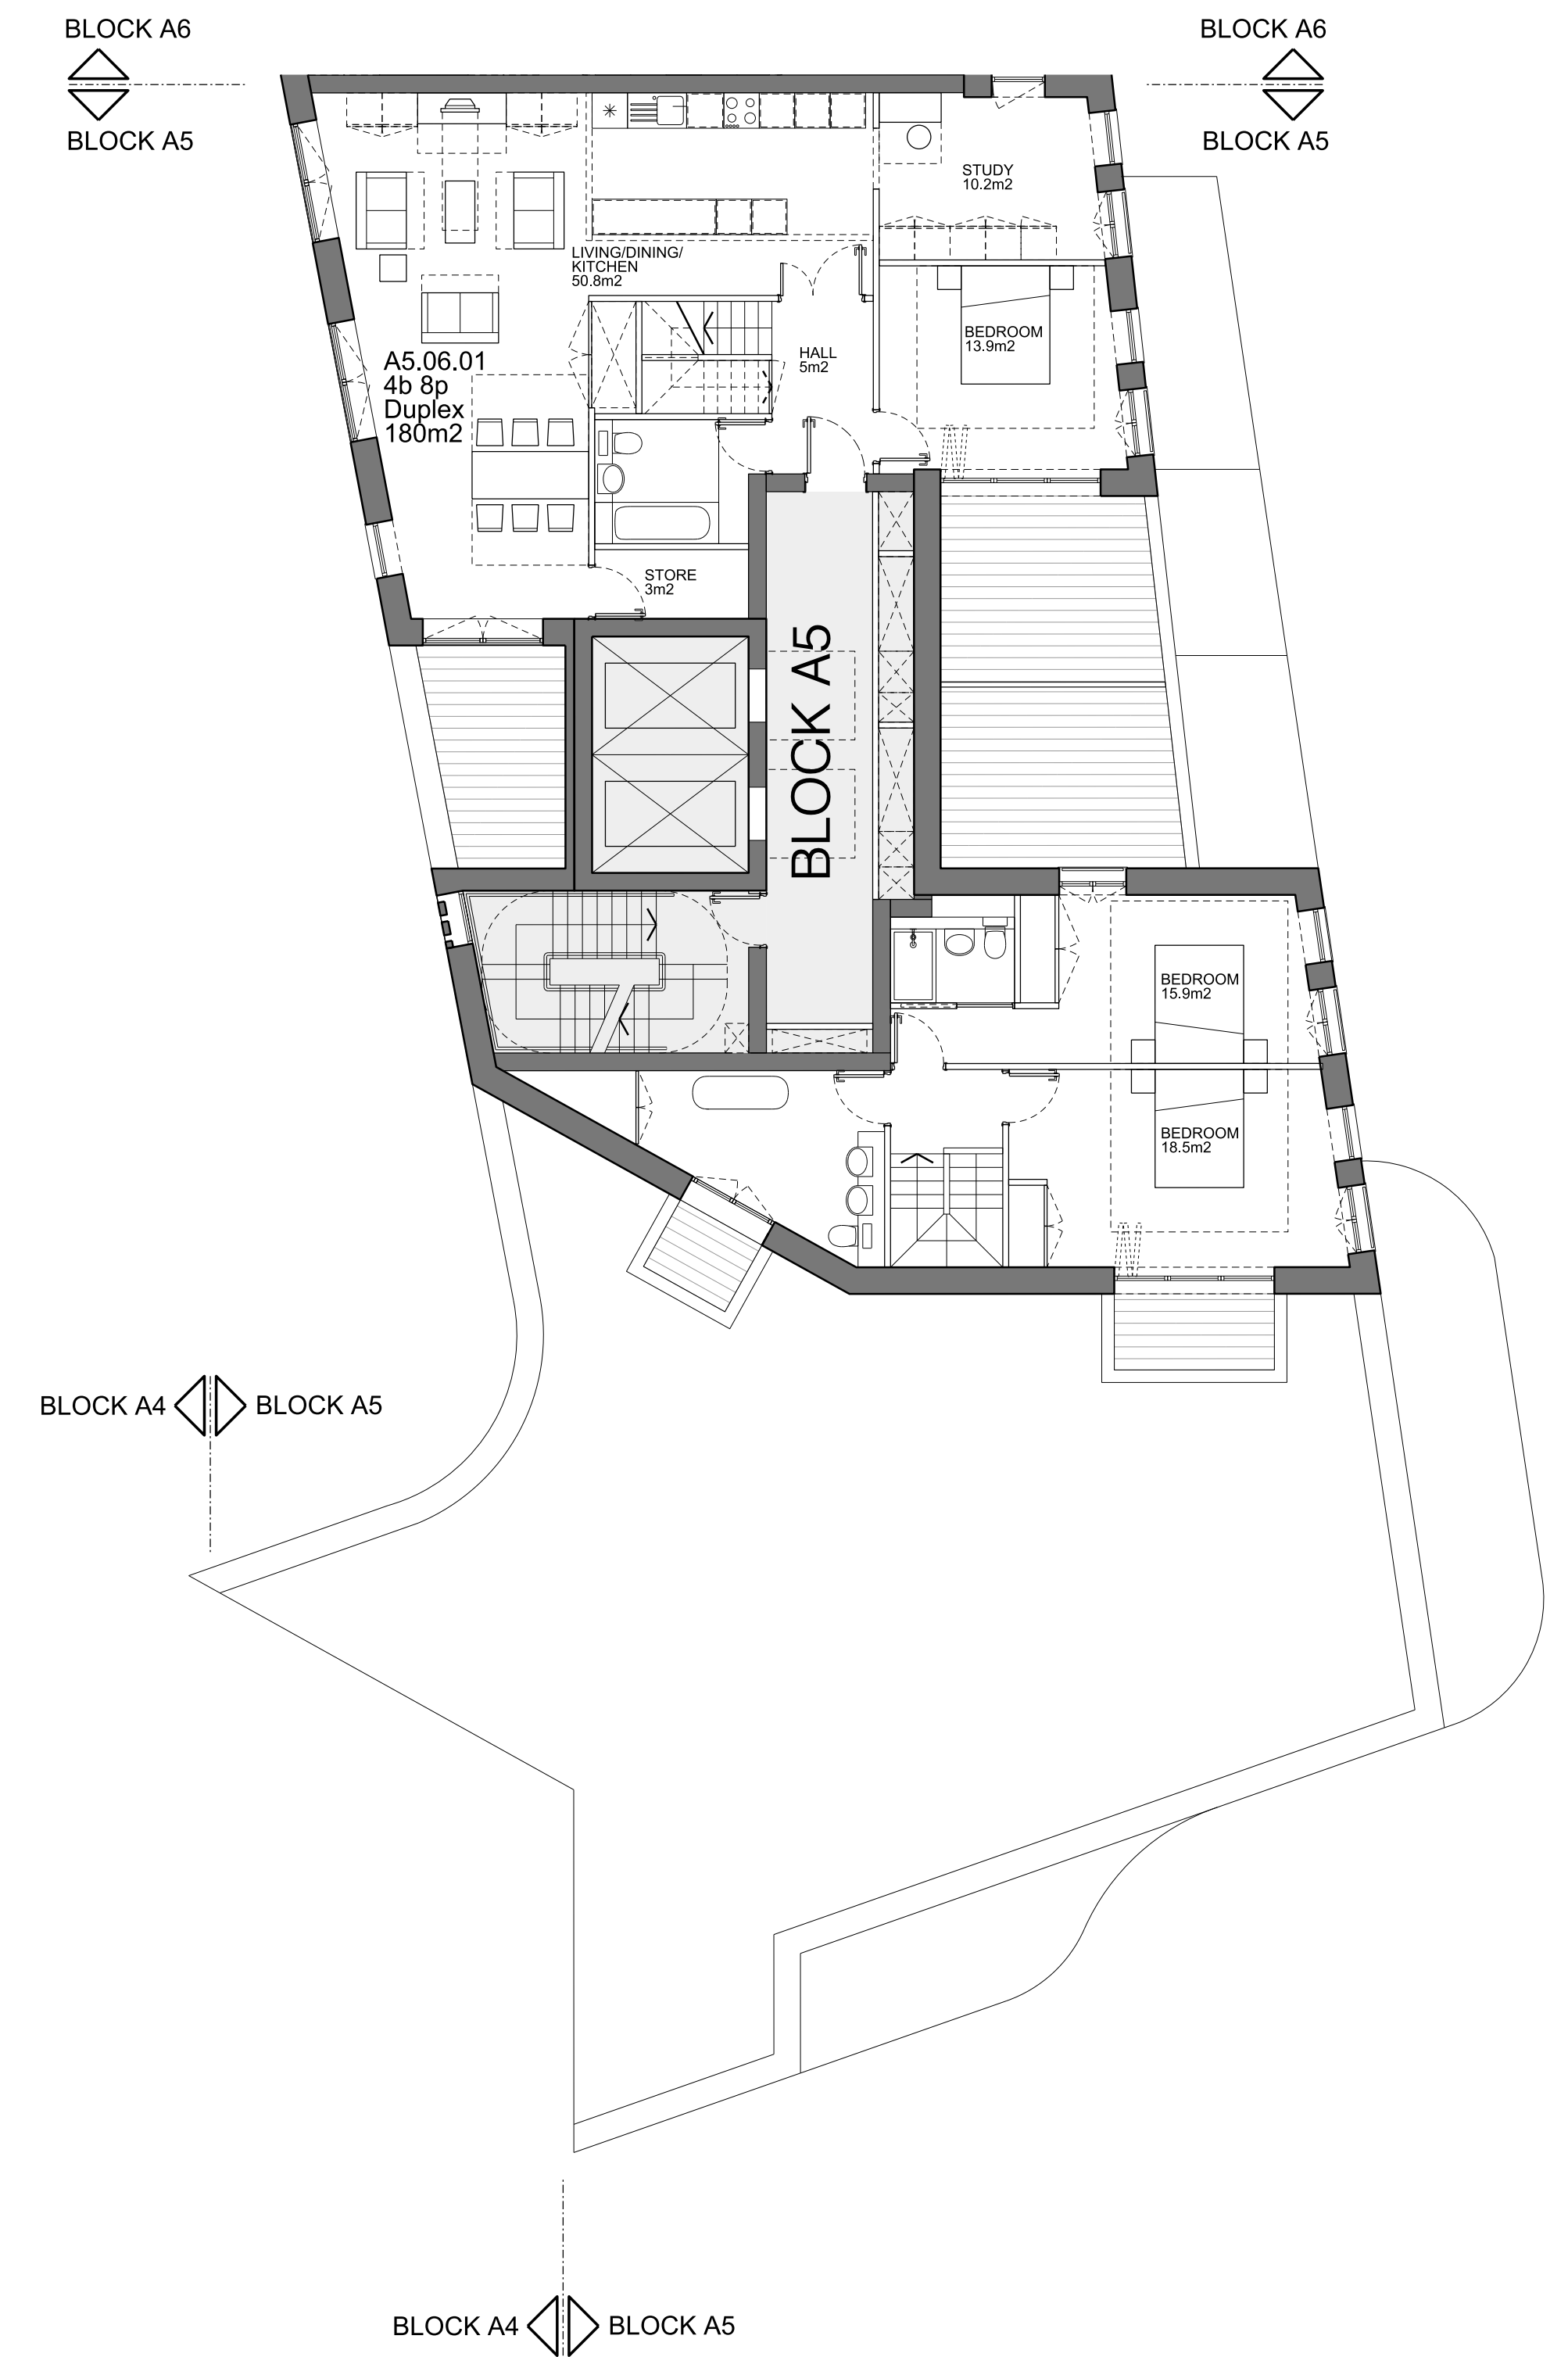 BLOCK A6
BLOCK A5
BLOCK A6
BLOCK A5
STUDY
10.2m2
LIVING/DINING/
KITCHEN
50.8m2
BEDROOM
13.9m2
HALL
5m2
A5.06.01
4b 8p
Duplex
180m2
STORE
3m2
BLOCK A5
BEDROOM
15.9m2
BEDROOM
18.5m2
BLOCK A4
BLOCK A5
BLOCK A4
BLOCK A5